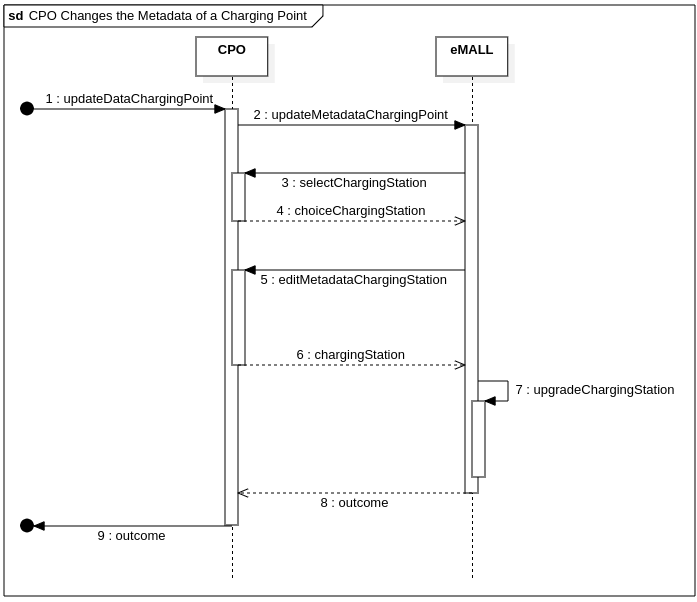 sd CPO Changes the Metadata of a Charging Point
CPO
eMALL
1 : updateDataChargingPoint
2 : updateMetadataChargingPoint
3 : selectChargingStation
4 : choiceChargingStation
5 : editMetadataChargingStation
6 : chargingStation
7 : upgradeChargingStation
8 : outcome
9 : outcome